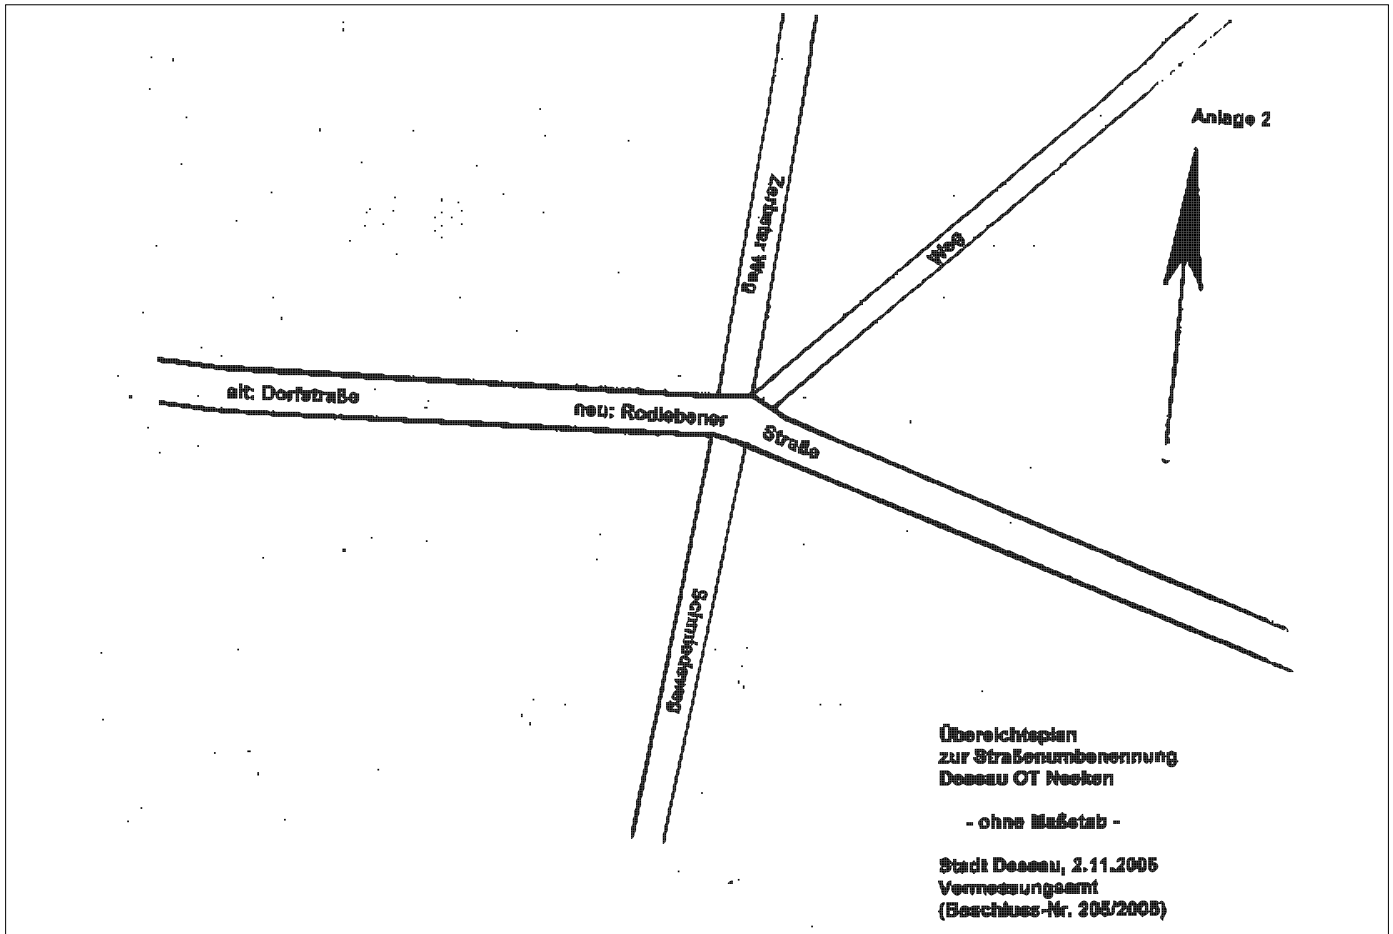 Anlage 2
Zerbster Weg
Weg
alt: Dorfstraße
neu: Rodlebener Straße
Schmiedeweg
Übersichtsplan
zur Straßenumbenennung
Dessau OT Neeken
- ohne Maßstab -
Stadt Dessau, 2.11.2005
Vermessungsamt
(Beschluss-Nr. 205/2005)